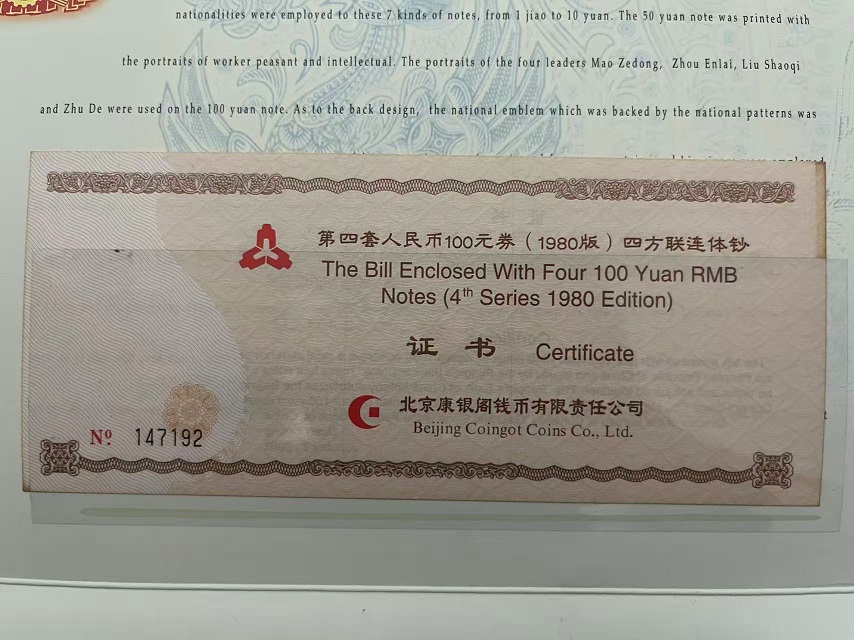 nationalities were employed to these 7 kinds of notes, from 1 jiao to 10 yuan. The 50 yuan note was printed with
the portraits of worker peasant and intellectual. The portraits of the four leaders Mao Zedong, Zhou Enlai, Liu Shaoqi
and Zhu De were used on the 100 yuan note. As to the back design, the national emblem which was backed by the national patterns was
第四套人民币100元券（1980版）四方联连体钞
The Bill Enclosed With Four 100 Yuan RMB
Notes (4th Series 1980 Edition)
证 书 Certificate
北京康银阁钱币有限责任公司
Beijing Coingot Coins Co., Ltd.
Nº 147192